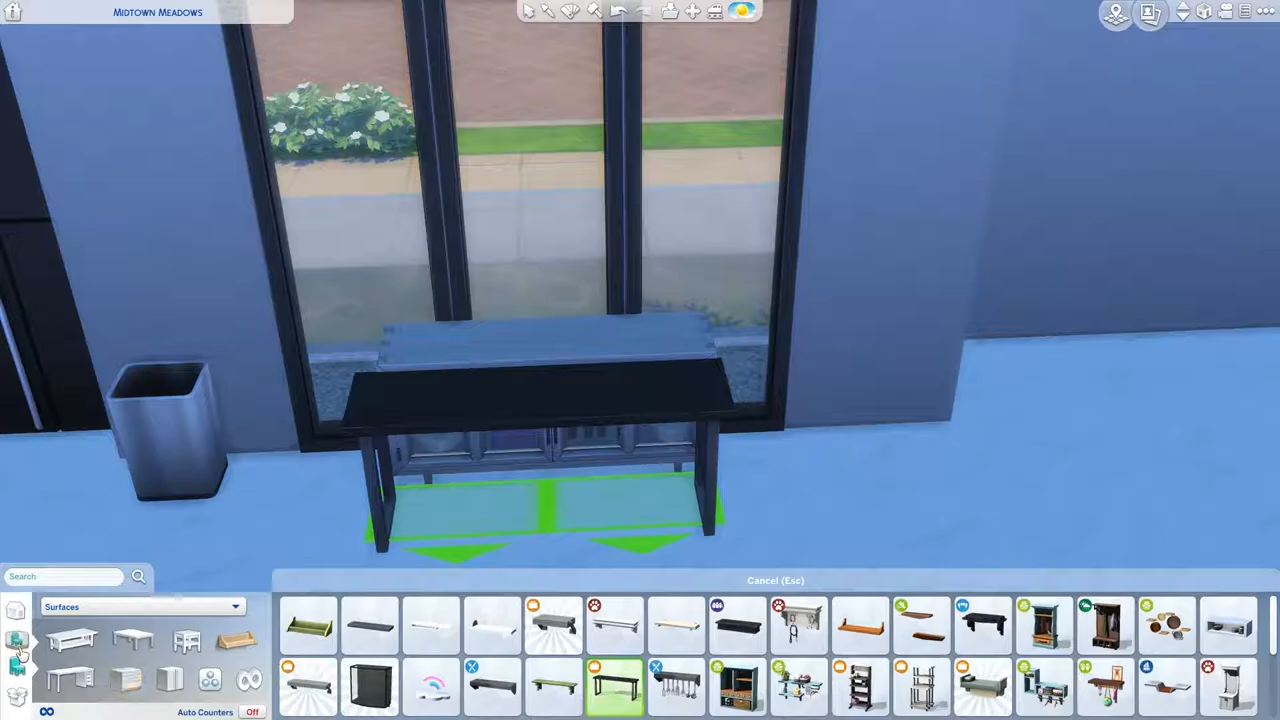 MIDTOWN MEADOWS
Cancel (Esc)
Search
Surfaces
Auto Counters Off